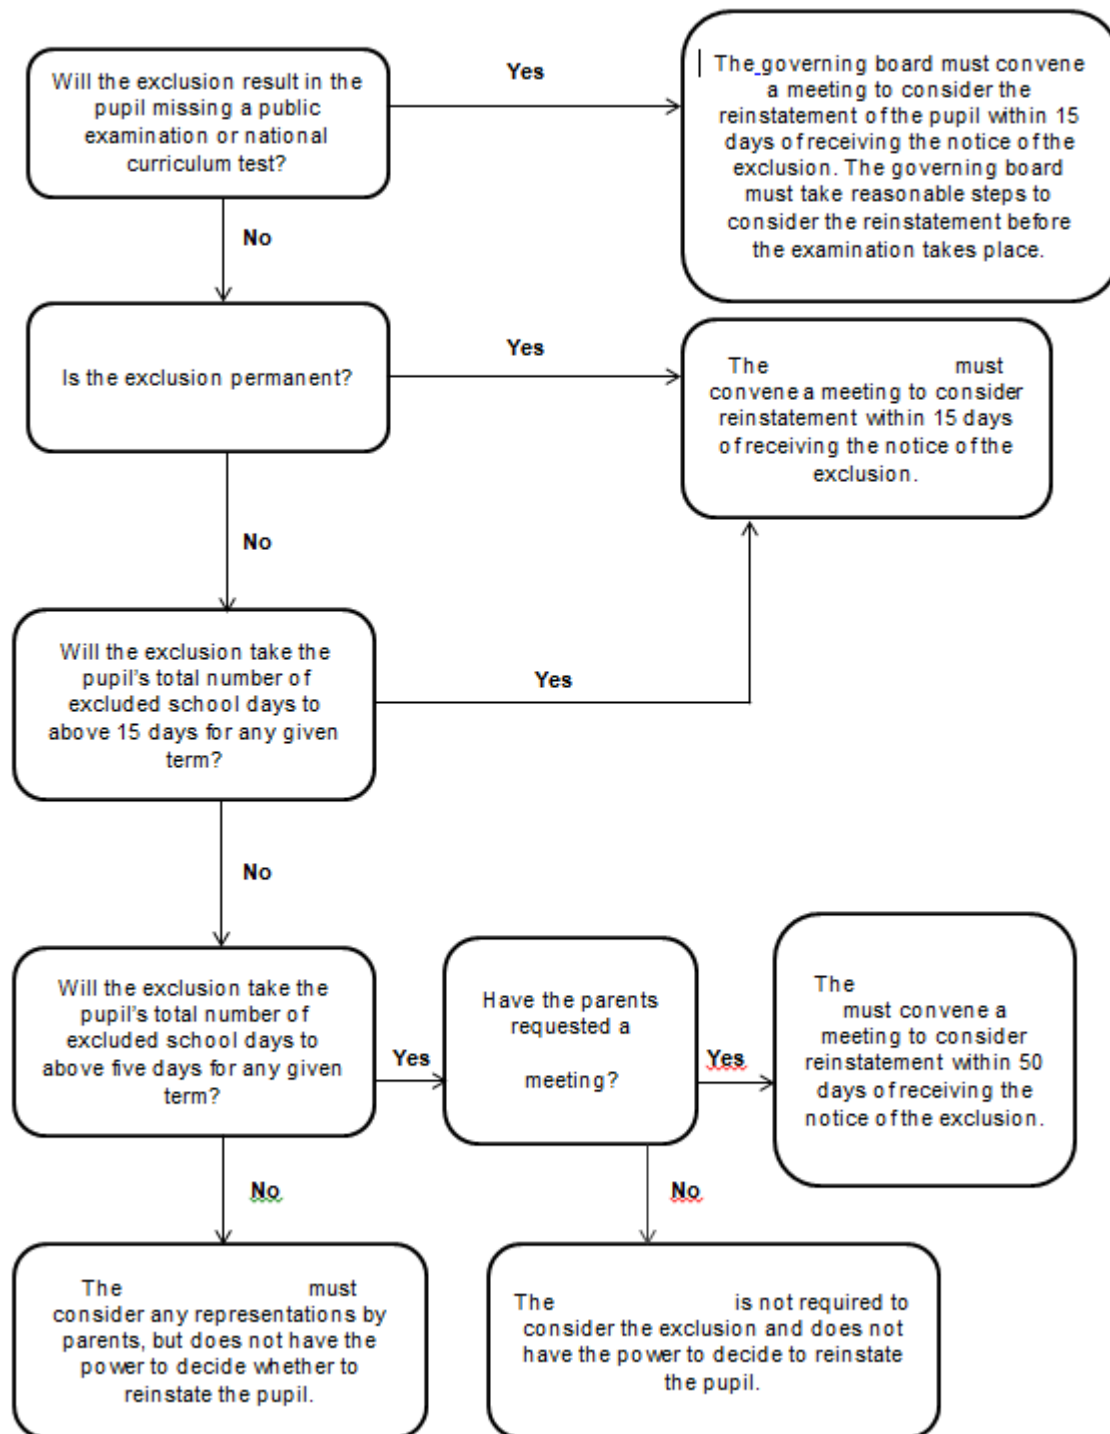 Will the exclusion result in the
pupil missing a public
examination or national
curriculum test?
Yes
The governing board must convene
a meeting to consider the
reinstatement of the pupil within 15
days of receiving the notice of the
exclusion. The governing board
must take reasonable steps to
consider the reinstatement before
the examination takes place.
No
Is the exclusion permanent?
Yes
The must
convene a meeting to consider
reinstatement within 15 days
of receiving the notice of the
exclusion.
No
Will the exclusion take the
pupil's total number of
excluded school days to
above 15 days for any given
term?
Yes
No
Will the exclusion take the
pupil's total number of
excluded school days to
above five days for any given
term?
Yes
Have the parents
requested a
meeting?
Yes
The
must convene a
meeting to consider
reinstatement within 50
days of receiving the
notice of the exclusion.
No
No
The must
consider any representations by
parents, but does not have the
power to decide whether to
reinstate the pupil.
The is not required to
consider the exclusion and does not
have the power to decide to reinstate
the pupil.